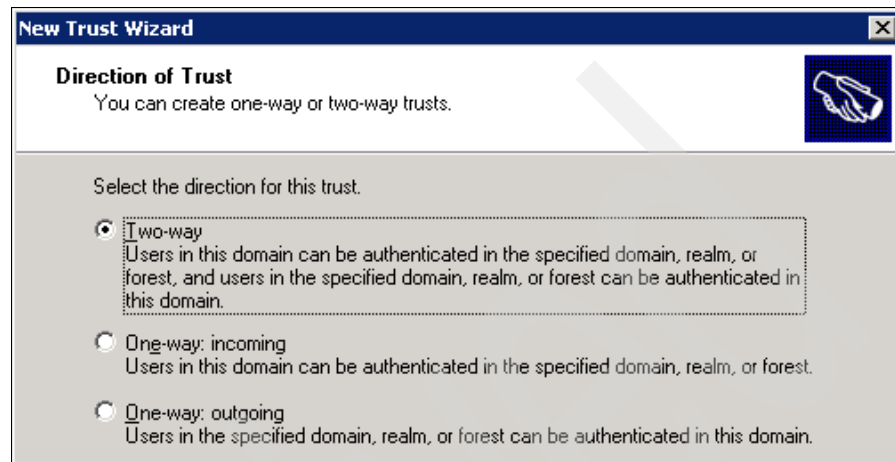 New Trust Wizard
Direction of Trust
You can create one-way or two-way trusts.
Select the direction for this trust.
Two-way
Users in this domain can be authenticated in the specified domain, realm, or
forest, and users in the specified domain, realm, or forest can be authenticated in
this domain.
One-way: incoming
Users in this domain can be authenticated in the specified domain, realm, or forest.
One-way: outgoing
Users in the specified domain, realm, or forest can be authenticated in this domain.